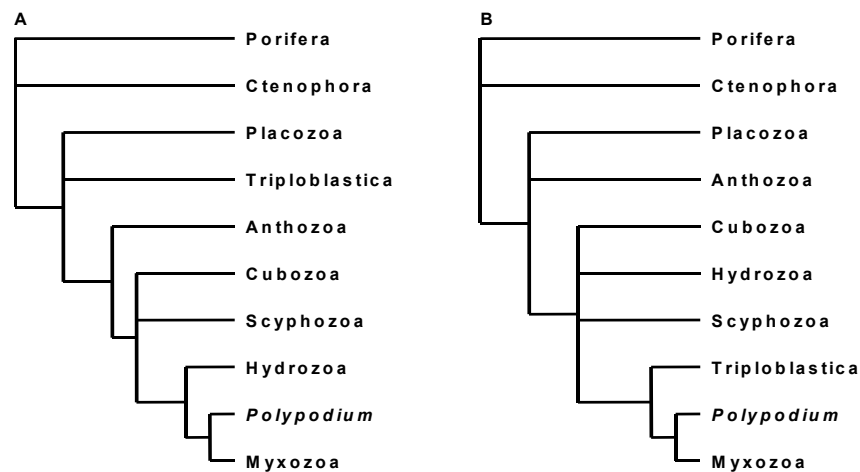 A
Porifera
Ctenophora
Placozoa
Triploblastica
Anthozoa
Cubozoa
Scyphozoa
Hydrozoa
Polypodium
Myxozoa
B
Porifera
Ctenophora
Placozoa
Anthozoa
Cubozoa
Hydrozoa
Scyphozoa
Triploblastica
Polypodium
Myxozoa